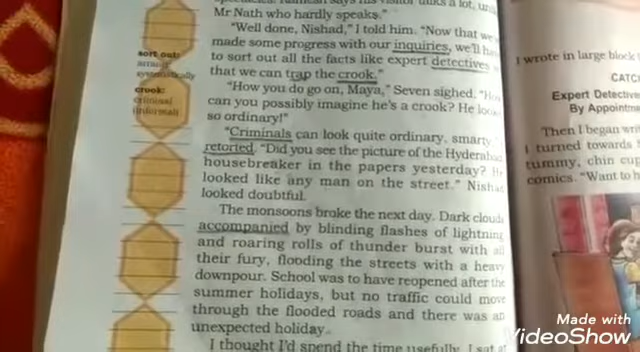 Mr Nath who hardly speaks."
"Well done, Nishad," I told him. "Now that we
made some progress with our inquiries, we'll
to sort out all the facts like expert detectives
that we can trap the crook."
"How you do go on, Maya," Seven sighed.
can you possibly imagine he's a crook? He
so ordinary!"
"Criminals can look quite ordinary, smarty,"
retorted. "Did you see the picture of the
housebreaker in the papers yesterday?
looked like any man on the street."
looked doubtful.
The monsoons broke the next day. Dark clouds
accompanied by blinding flashes of lightning
and roaring rolls of thunder burst with
their fury, flooding the streets with a heavy
downpour. School was to have reopened after the
summer holidays, but no traffic could move
through the flooded roads and there was an
unexpected holiday.
I thought I'd spend the time usefully. I sat
sort out:
systematically
crook:
criminal
(informal)
I wrote in large block
Expert Detective
Then I began
I turned towards
tummy, chin
comics. "Want to
Made with
VideoShow